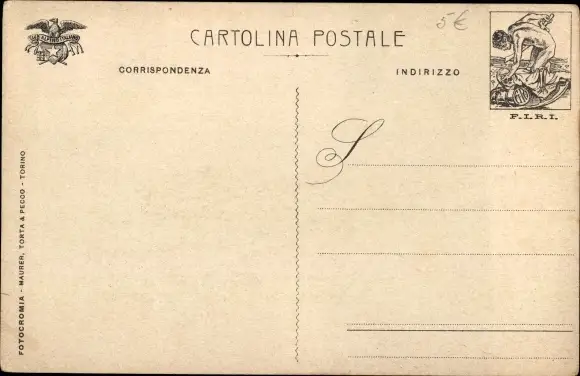 CARTOLINA POSTALE
5€
CORRISPONDENZA
INDIRIZZO
F.I.R.I.
S
FOTOCROMIA - MAURER, TORTA & PECCO - TORINO